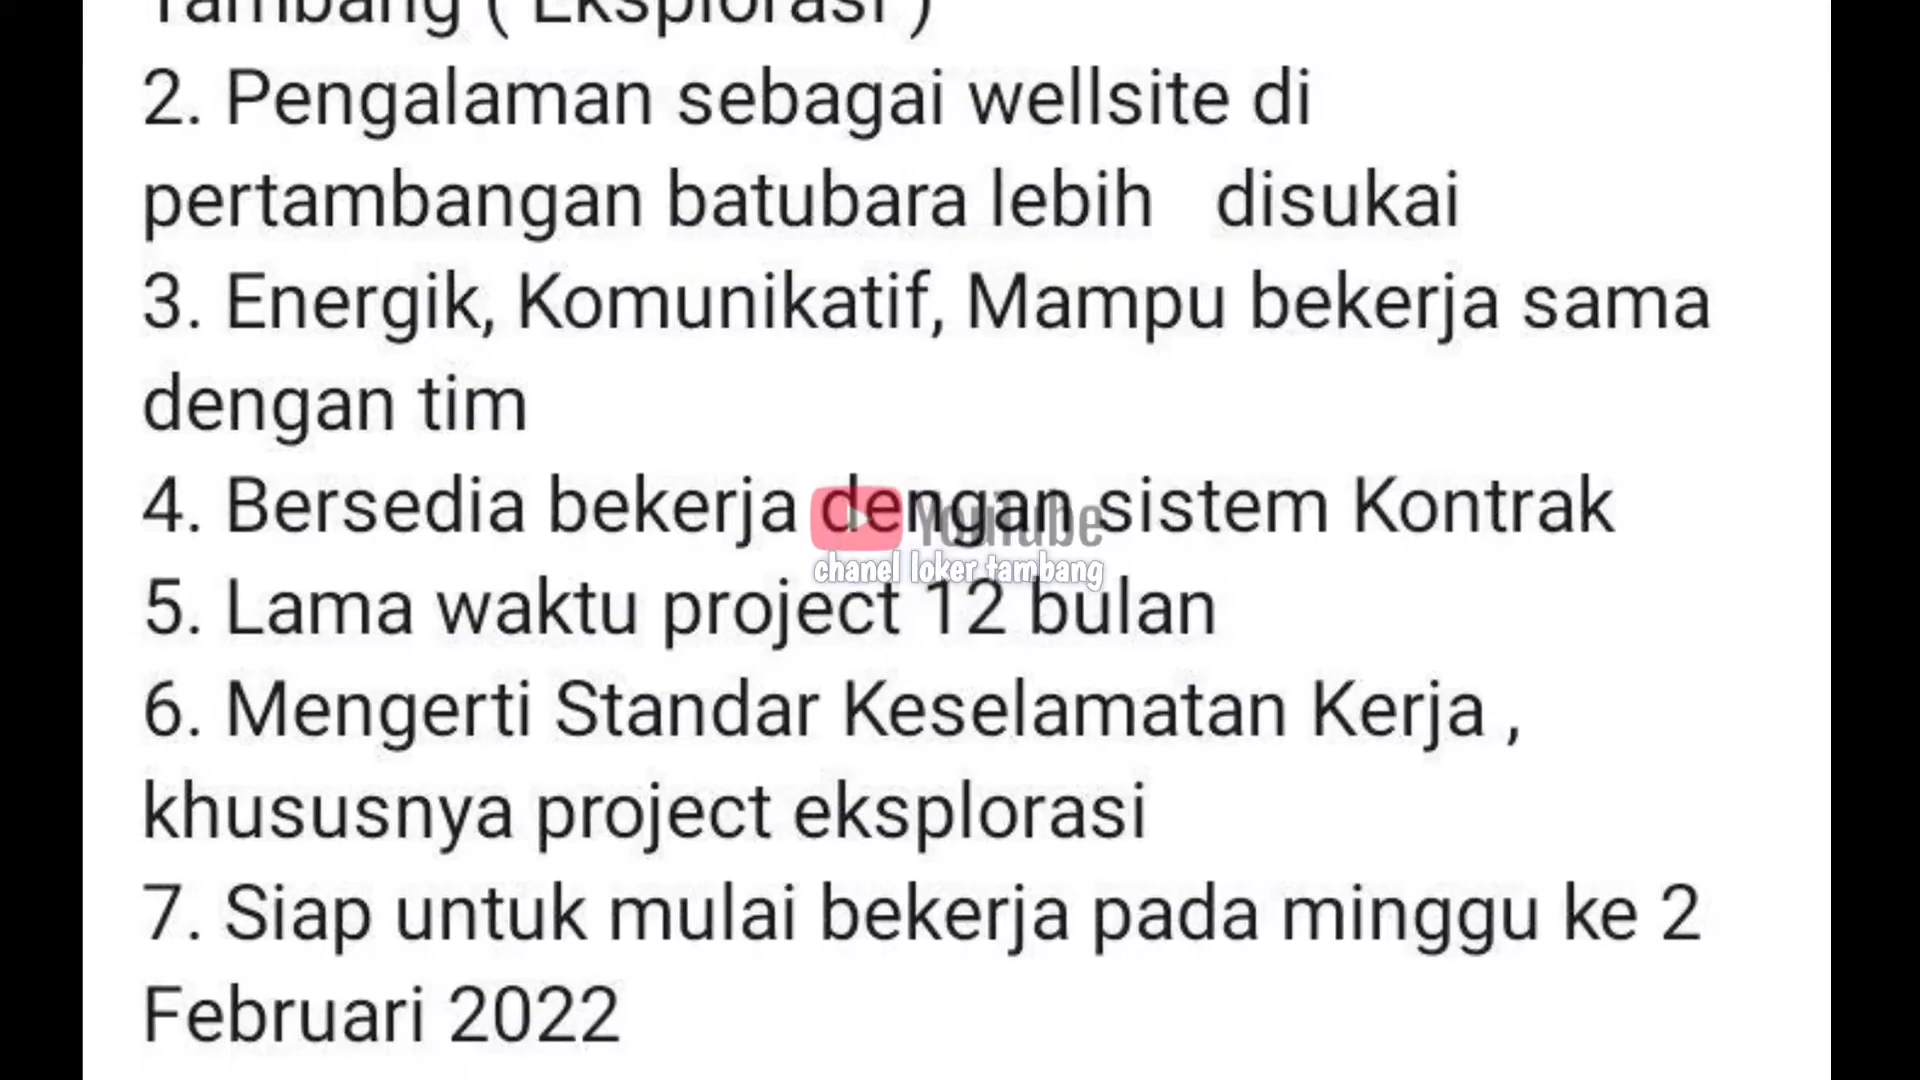 Tambang ( Eksplorasi )
2. Pengalaman sebagai wellsite di
pertambangan batubara lebih disukai
3. Energik, Komunikatif, Mampu bekerja sama
dengan tim
4. Bersedia bekerja dengan sistem Kontrak
YouTube
chanel loker tambang
5. Lama waktu project 12 bulan
6. Mengerti Standar Keselamatan Kerja ,
khususnya project eksplorasi
7. Siap untuk mulai bekerja pada minggu ke 2
Februari 2022